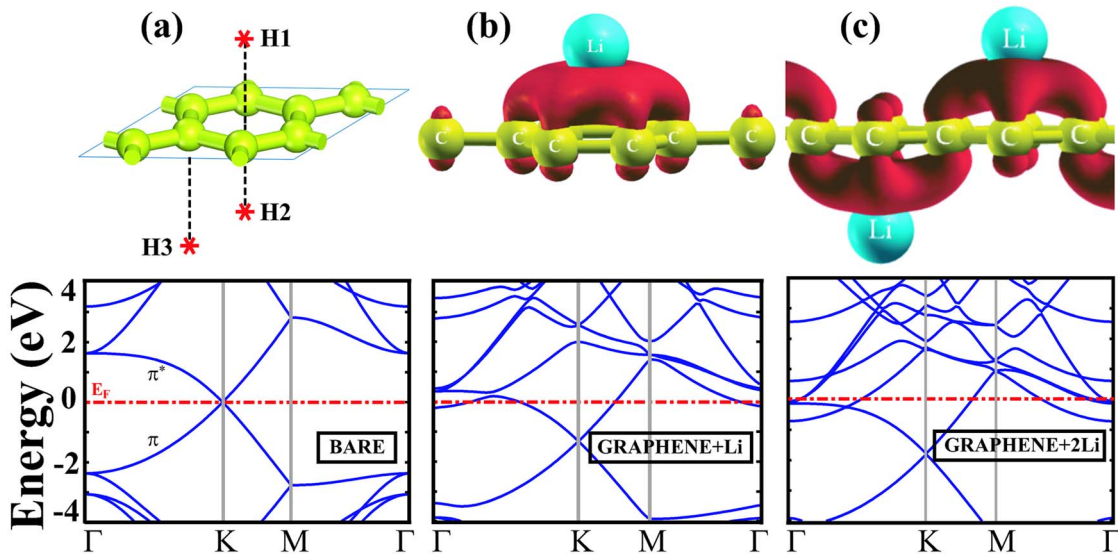 (a) (b) (c)
H1
H2
H3
Li
C C C C C C
Li
C C C C C
Li
Energy (eV)
4
2
0
-2
-4
π*
E_F
π
BARE
GRAPHENE+Li
GRAPHENE+2Li
Γ K M Γ
Γ K M Γ
Γ K M Γ